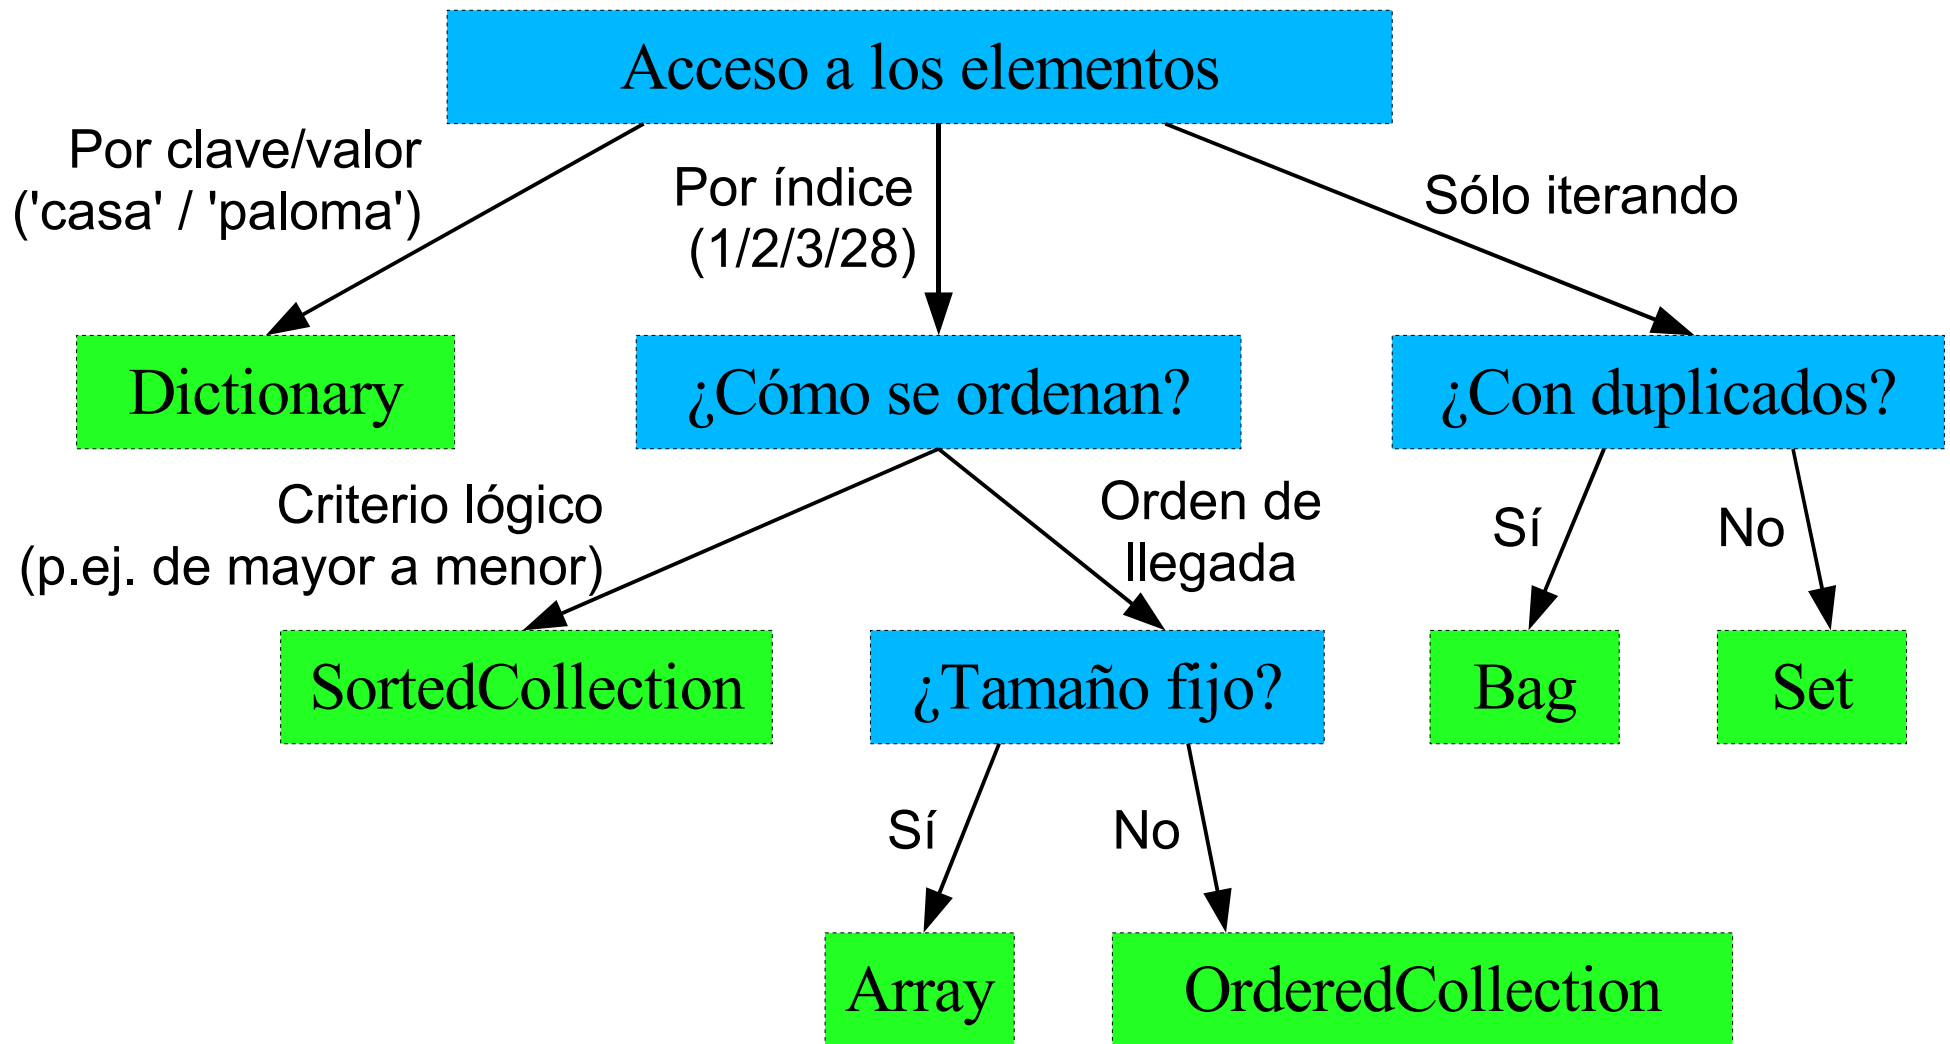 Acceso a los elementos
Por clave/valor
('casa' / 'paloma')
Por índice
(1/2/3/28)
Sólo iterando
Dictionary
¿Cómo se ordenan?
¿Con duplicados?
Criterio lógico
(p.ej. de mayor a menor)
Orden de
llegada
Sí
No
SortedCollection
¿Tamaño fijo?
Bag
Set
Sí
No
Array
OrderedCollection